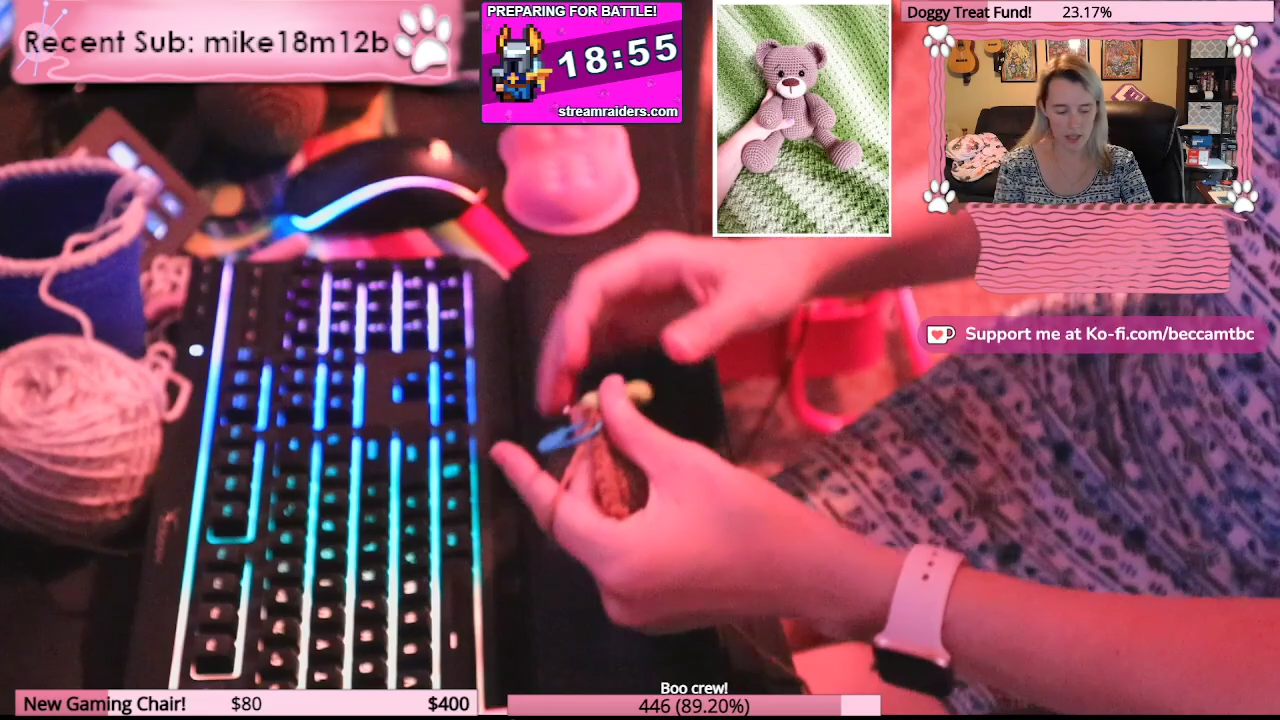 Recent Sub: mike18m12b
PREPARING FOR BATTLE!
18:55
streamraiders.com
Doggy Treat Fund! 23.17%
Support me at Ko-fi.com/beccamtbc
New Gaming Chair! $80 $400
Boo crew!
446 (89.20%)